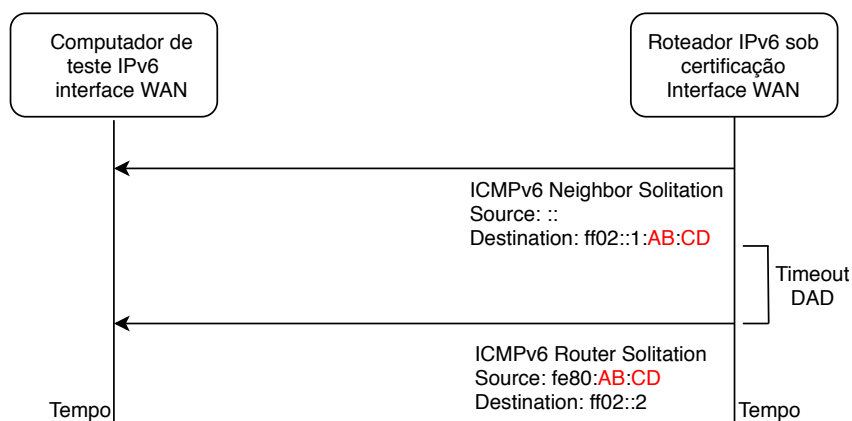 Computador de
teste IPv6
interface WAN
Roteador IPv6 sob
certificação
Interface WAN
ICMPv6 Neighbor Solitation
Source: ::
Destination: ff02::1:AB:CD
Timeout
DAD
ICMPv6 Router Solitation
Source: fe80:AB:CD
Destination: ff02::2
Tempo
Tempo